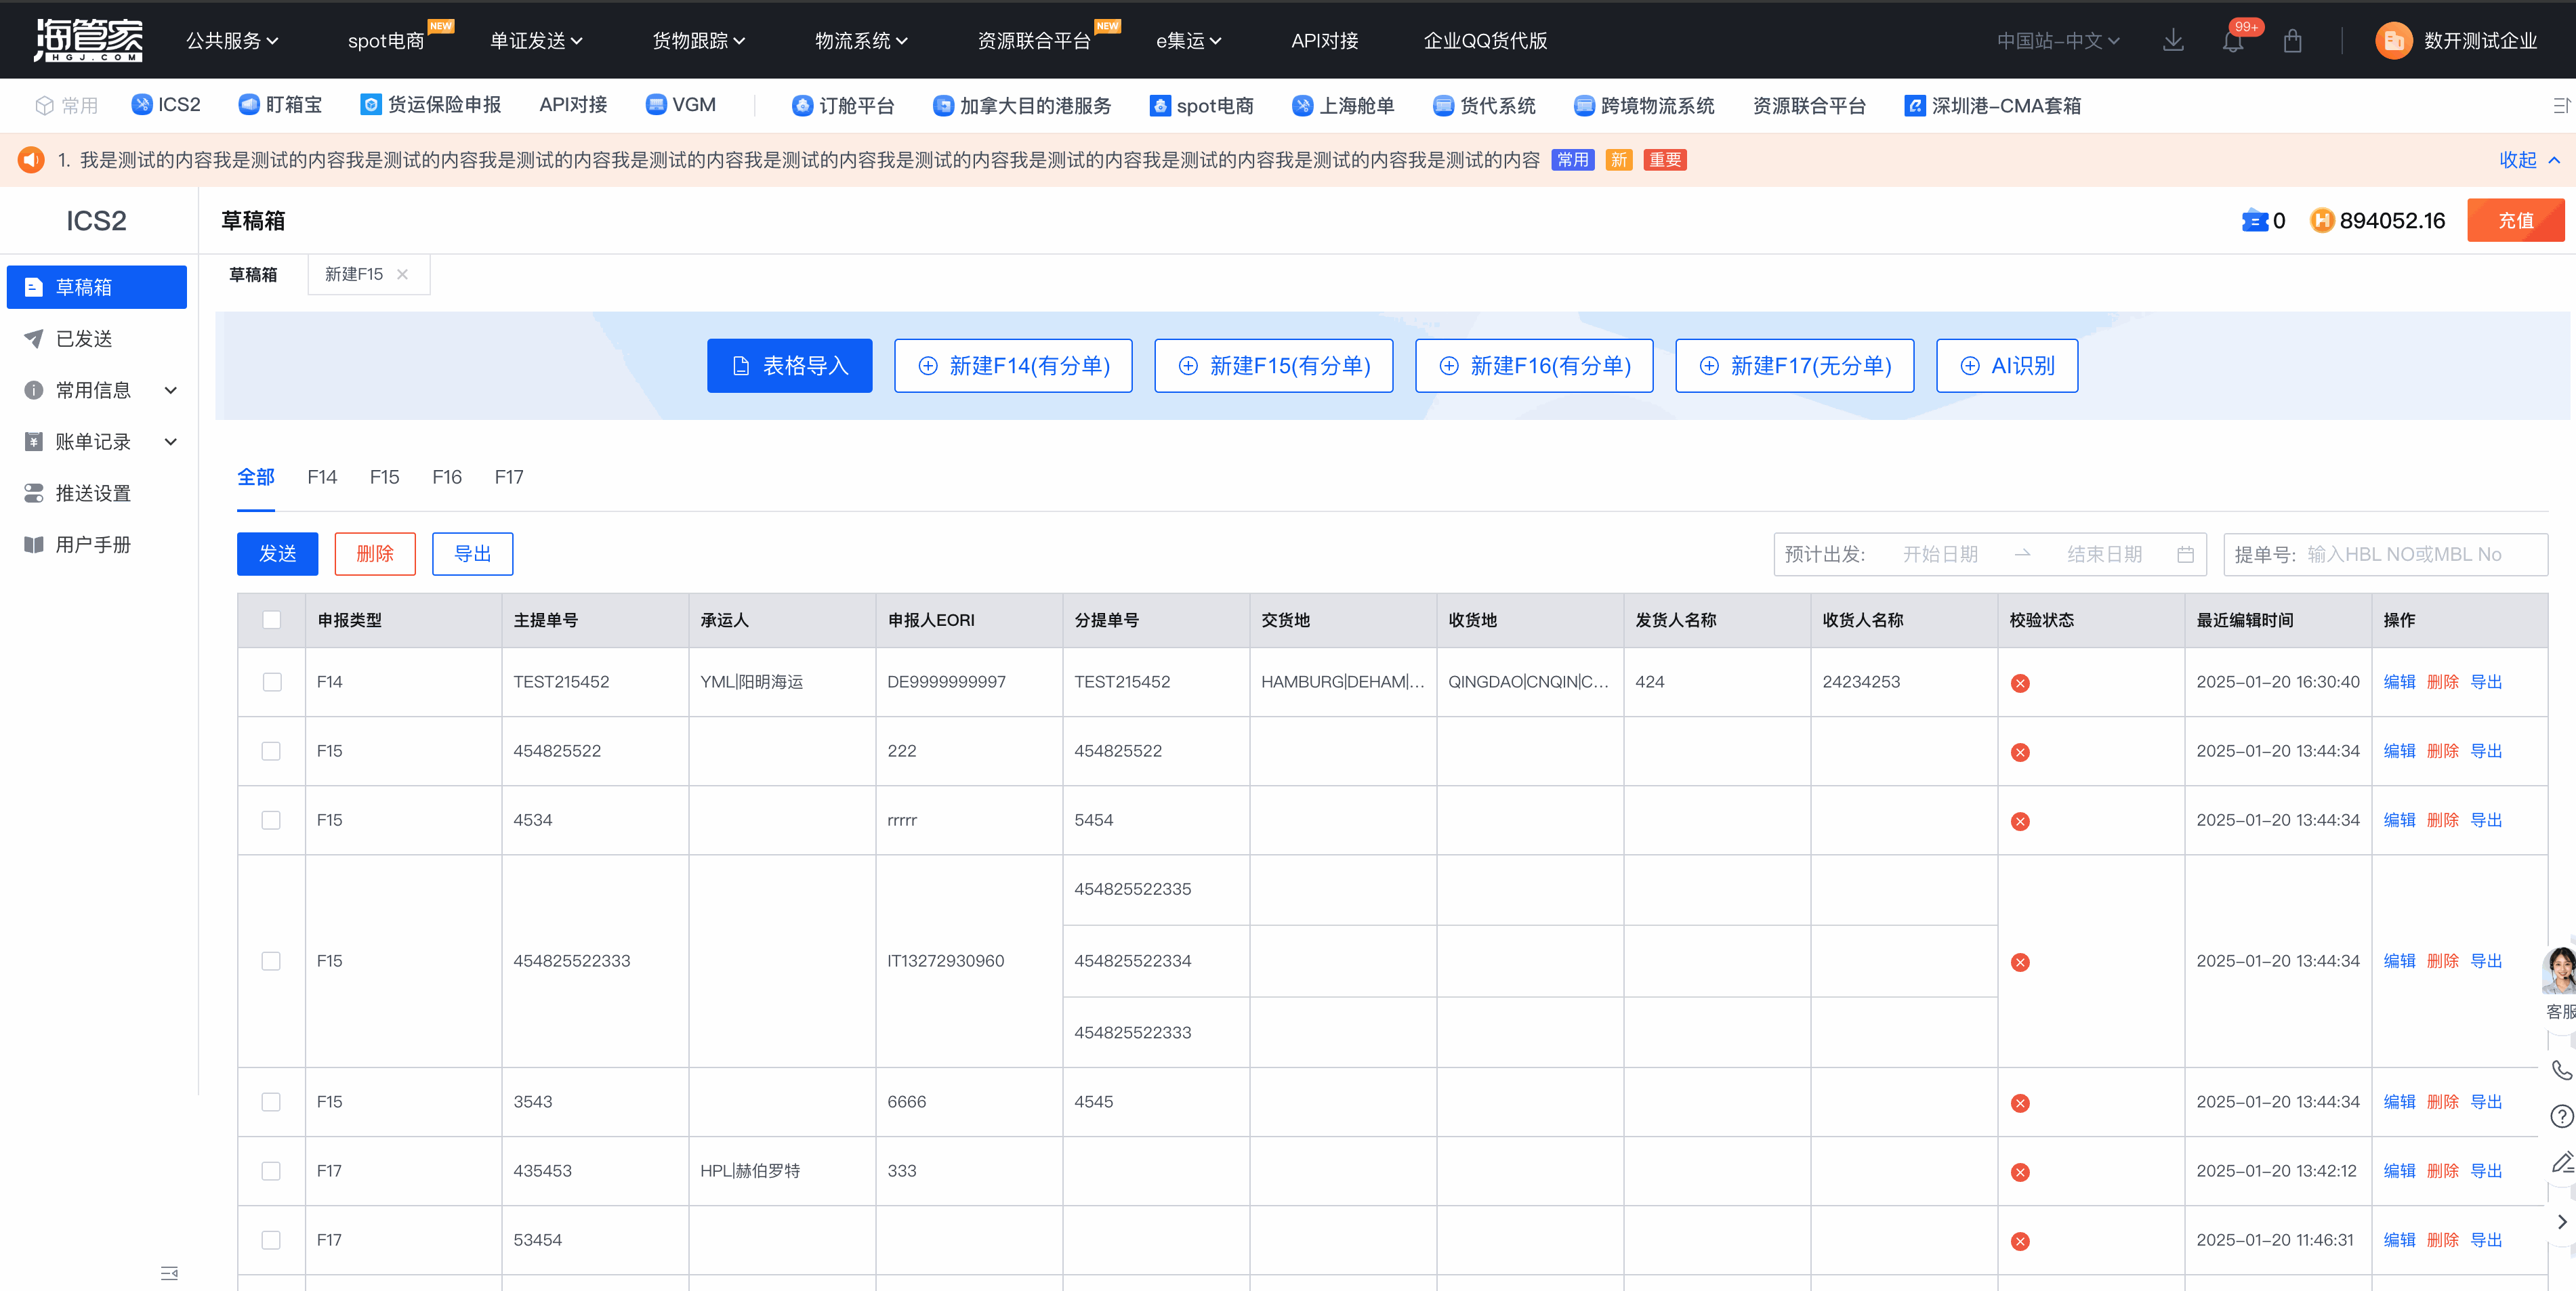 海管家
HGJ.COM
公共服务 spot电商 NEW 单证发送 货物跟踪 物流系统 资源联合平台 NEW e集运 API对接 企业QQ货代版 中国站-中文 99+ 数开测试企业
常用 ICS2 盯箱宝 货运保险申报 API对接 VGM 订舱平台 加拿大目的港服务 spot电商 上海舱单 货代系统 跨境物流系统 资源联合平台 深圳港-CMA套箱
1. 我是测试的内容我是测试的内容我是测试的内容我是测试的内容我是测试的内容我是测试的内容我是测试的内容我是测试的内容我是测试的内容我是测试的内容我是测试的内容 常用 新 重要 收起
ICS2 草稿箱 0 H 894052.16 充值
草稿箱
已发送
常用信息
账单记录
推送设置
用户手册
草稿箱 新建F15
表格导入 新建F14(有分单) 新建F15(有分单) 新建F16(有分单) 新建F17(无分单) AI识别
全部 F14 F15 F16 F17
发送 删除 导出 预计出发: 开始日期 结束日期 提单号: 输入HBL NO或MBL No
申报类型 主提单号 承运人 申报人EORI 分提单号 交货地 收货地 发货人名称 收货人名称 校验状态 最近编辑时间 操作
F14 TEST215452 YML|阳明海运 DE9999999997 TEST215452 HAMBURG|DEHAM|... QINGDAO|CNQIN|C... 424 24234253 2025-01-20 16:30:40 编辑 删除 导出
F15 454825522 222 454825522 2025-01-20 13:44:34 编辑 删除 导出
F15 4534 rrrrr 5454 2025-01-20 13:44:34 编辑 删除 导出
454825522335
F15 454825522333 IT13272930960 454825522334 2025-01-20 13:44:34 编辑 删除 导出
454825522333
F15 3543 6666 4545 2025-01-20 13:44:34 编辑 删除 导出
F17 435453 HPL|赫伯罗特 333 2025-01-20 13:42:12 编辑 删除 导出
F17 53454 2025-01-20 11:46:31 编辑 删除 导出
客服